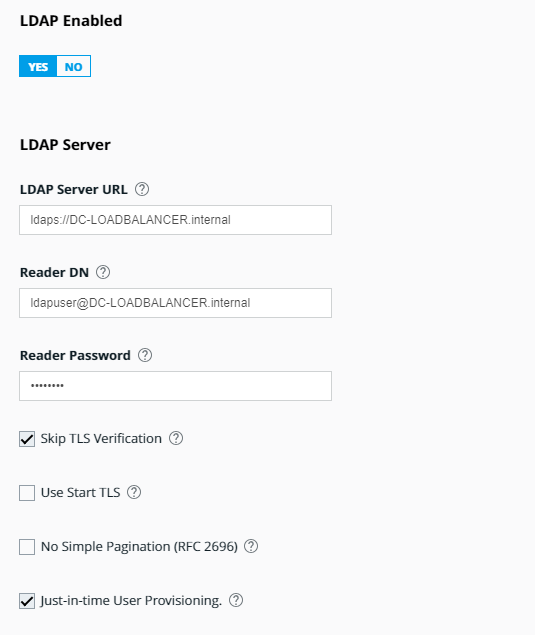 LDAP Enabled
YES NO
LDAP Server
LDAP Server URL ?
ldaps://DC-LOADBALANCER.internal
Reader DN ?
ldapuser@DC-LOADBALANCER.internal
Reader Password ?
••••••••
Skip TLS Verification ?
Use Start TLS ?
No Simple Pagination (RFC 2696) ?
Just-in-time User Provisioning. ?